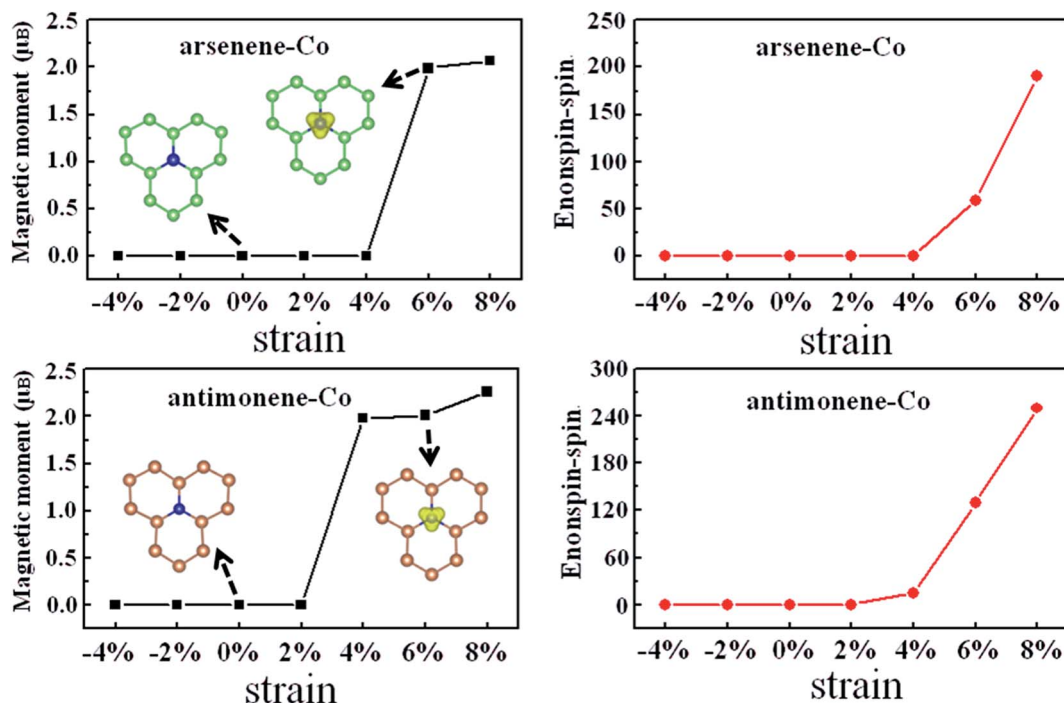 Magnetic moment (μB)
2.5
2.0
1.5
1.0
0.5
0.0
arsenene-Co
-4% -2% 0% 2% 4% 6% 8%
strain
Enonspin-spin
250
200
150
100
50
0
arsenene-Co
-4% -2% 0% 2% 4% 6% 8%
strain
Magnetic moment (μB)
2.5
2.0
1.5
1.0
0.5
0.0
antimonene-Co
-4% -2% 0% 2% 4% 6% 8%
strain
Enonspin-spin
300
240
180
120
60
0
antimonene-Co
-4% -2% 0% 2% 4% 6% 8%
strain